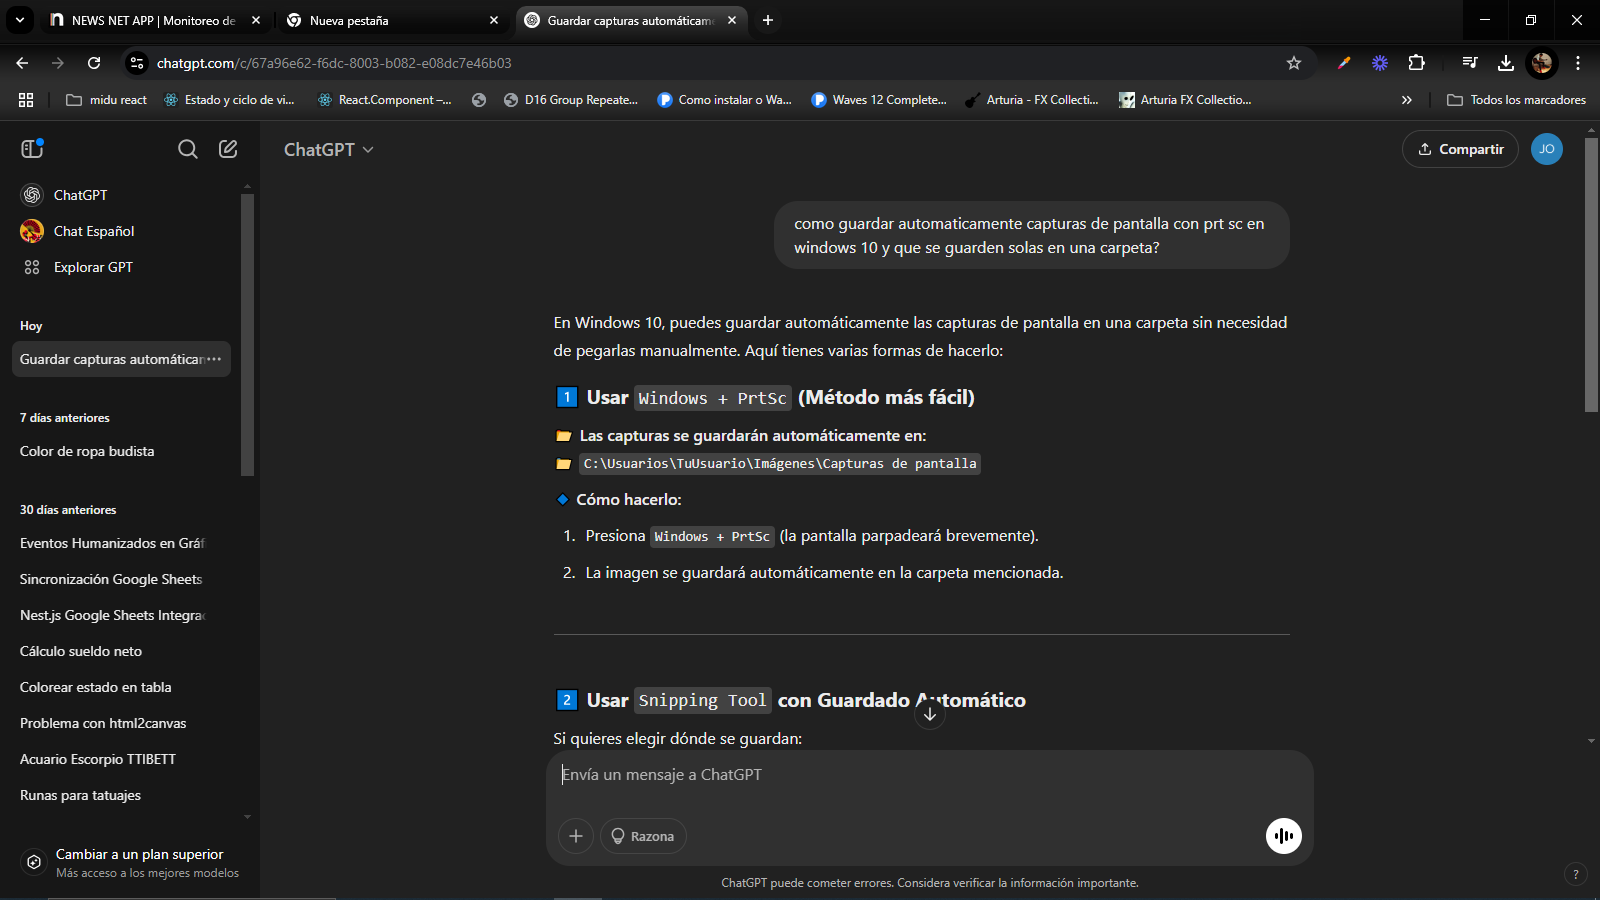 NEWS NET APP | Monitoreo de
Nueva pestaña
Guardar capturas automáticam
chatgpt.com/c/67a96e62-f6dc-8003-b082-e08dc7e46b03
midu react
Estado y ciclo de vi...
React.Component –...
D16 Group Repeate...
Como instalar o Wa...
Waves 12 Complete...
Arturia - FX Collecti...
Arturia FX Collectio...
Todos los marcadores
ChatGPT
Compartir
JO
ChatGPT
Chat Español
Explorar GPT
Hoy
Guardar capturas automátican
7 días anteriores
Color de ropa budista
30 días anteriores
Eventos Humanizados en Gráf
Sincronización Google Sheets
Nest.js Google Sheets Integra
Cálculo sueldo neto
Colorear estado en tabla
Problema con html2canvas
Acuario Escorpio TTIBETT
Runas para tatuajes
Cambiar a un plan superior
Más acceso a los mejores modelos
como guardar automaticamente capturas de pantalla con prt sc en
windows 10 y que se guarden solas en una carpeta?
En Windows 10, puedes guardar automáticamente las capturas de pantalla en una carpeta sin necesidad
de pegarlas manualmente. Aquí tienes varias formas de hacerlo:
1 Usar Windows + PrtSc (Método más fácil)
Las capturas se guardarán automáticamente en:
C:\Usuarios\TuUsuario\Imágenes\Capturas de pantalla
Cómo hacerlo:
1. Presiona Windows + PrtSc (la pantalla parpadeará brevemente).
2. La imagen se guardará automáticamente en la carpeta mencionada.
2 Usar Snipping Tool con Guardado Automático
Si quieres elegir dónde se guardan:
Envía un mensaje a ChatGPT
Razona
ChatGPT puede cometer errores. Considera verificar la información importante.
?